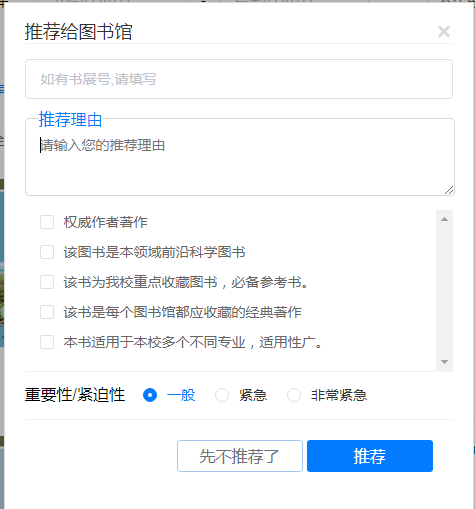 推荐给图书馆
如有书展号,请填写
推荐理由
请输入您的推荐理由
权威作者著作
该图书是本领域前沿科学图书
该书为我校重点收藏图书，必备参考书。
该书是每个图书馆都应收藏的经典著作
本书适用于本校多个不同专业，适用性广。
重要性/紧迫性 一般 紧急 非常紧急
先不推荐了 推荐